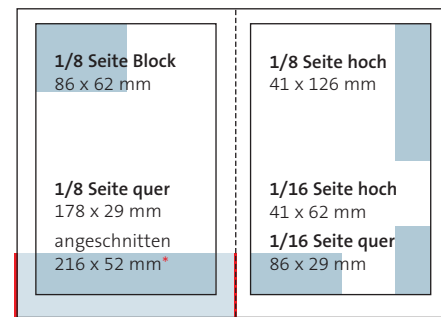 1/8 Seite Block
86 x 62 mm
1/8 Seite quer
178 x 29 mm
angeschnitten
216 x 52 mm*
1/8 Seite hoch
41 x 126 mm
1/16 Seite hoch
41 x 62 mm
1/16 Seite quer
86 x 29 mm